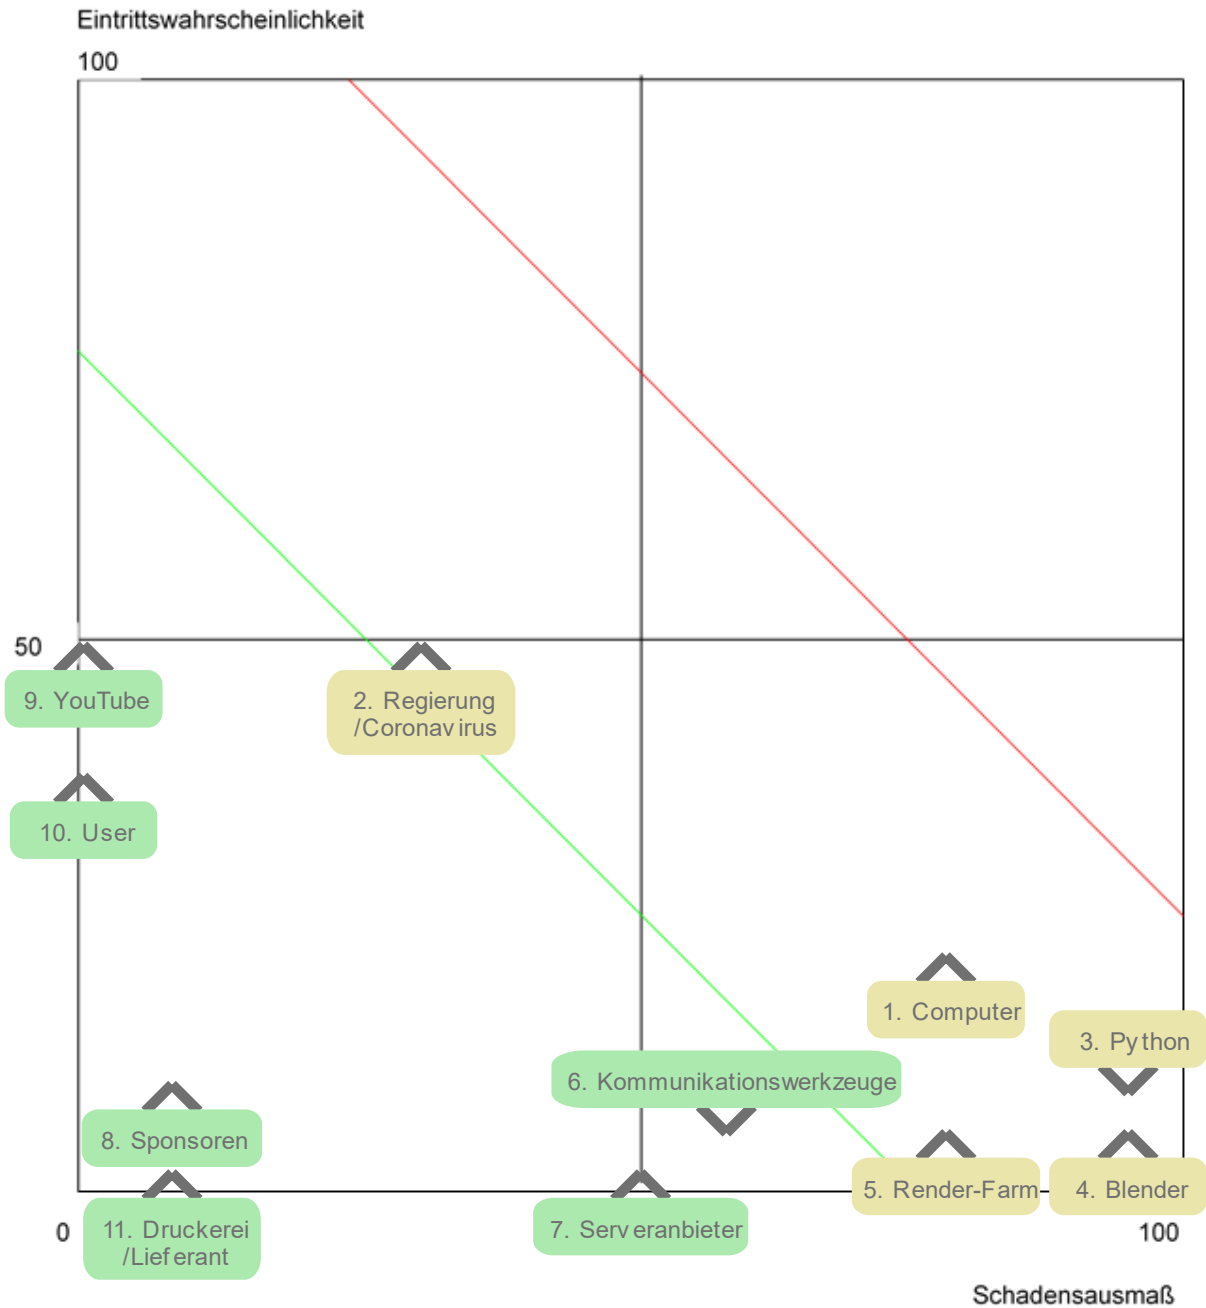 Eintrittswahrscheinlichkeit
100
50
9. YouTube
2. Regierung
/Coronavirus
10. User
1. Computer
3. Python
6. Kommunikationswerkzeuge
8. Sponsoren
5. Render-Farm
4. Blender
0
11. Druckerei
/Lieferant
7. Serveranbieter
100
Schadensausmaß